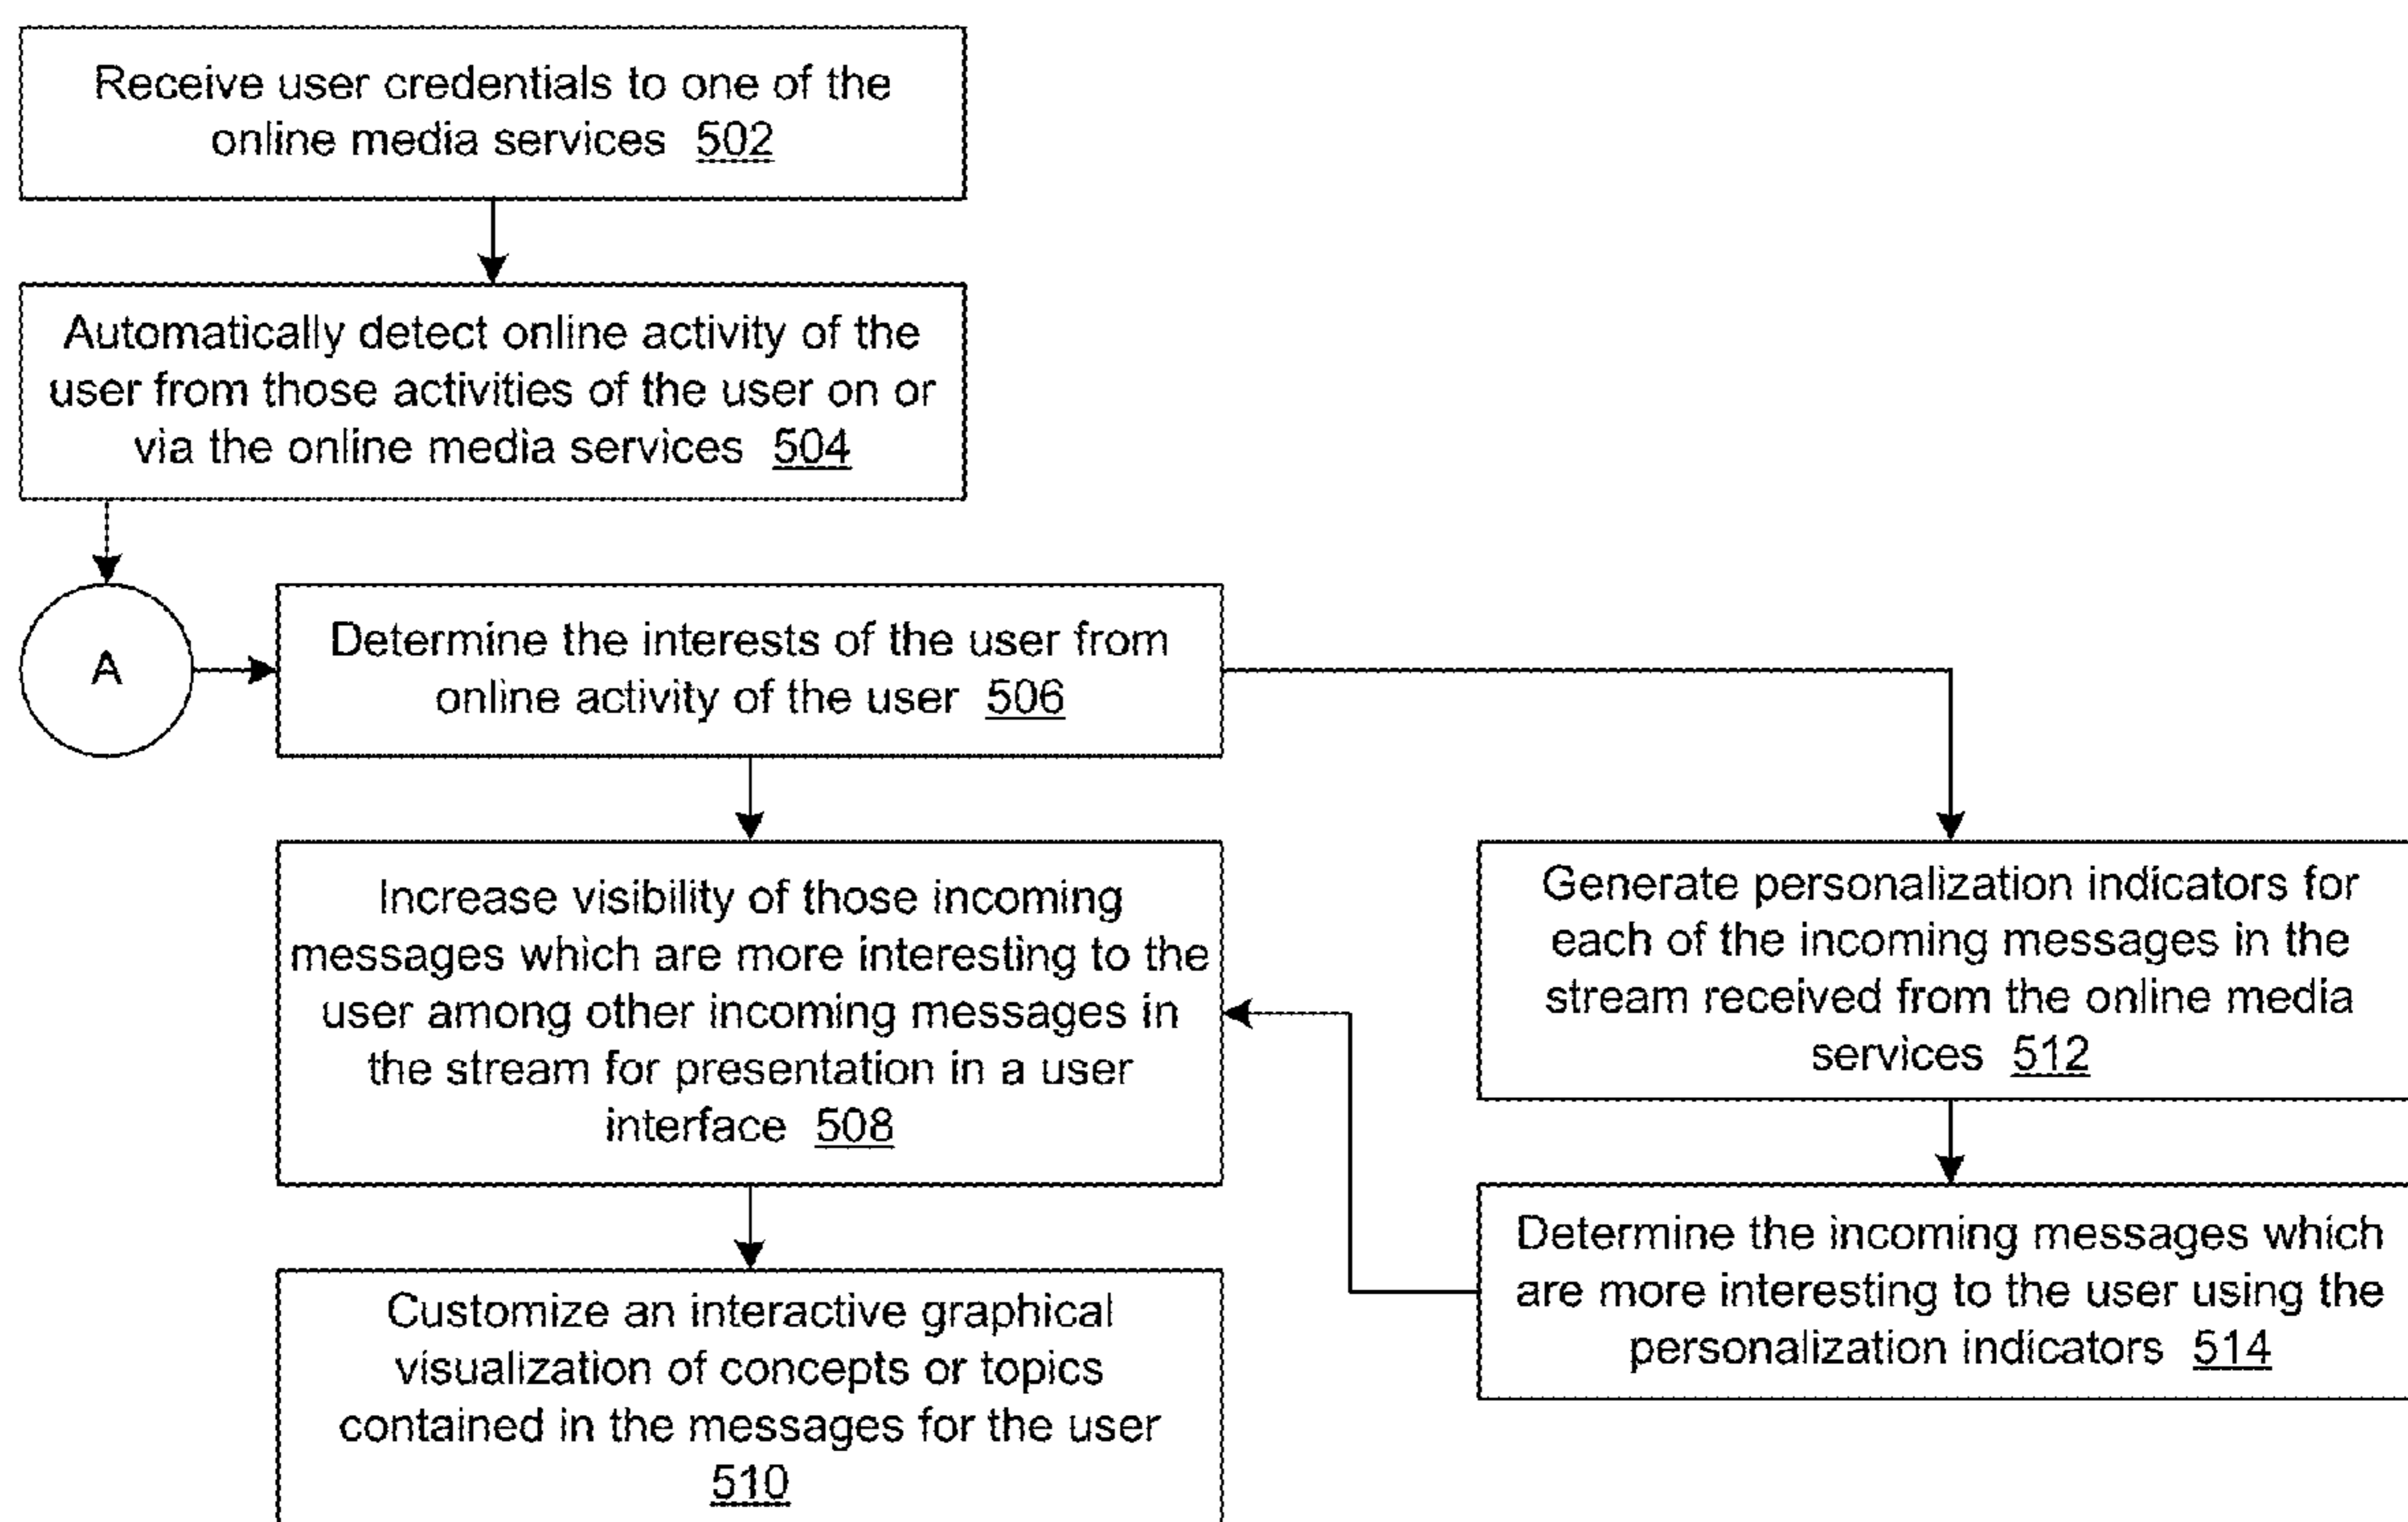 Receive user credentials to one of the
online media services 502
Automatically detect online activity of the
user from those activities of the user on or
via the online media services 504
A
Determine the interests of the user from
online activity of the user 506
Increase visibility of those incoming
messages which are more interesting to the
user among other incoming messages in
the stream for presentation in a user
interface 508
Customize an interactive graphical
visualization of concepts or topics
contained in the messages for the user
510
Generate personalization indicators for
each of the incoming messages in the
stream received from the online media
services 512
Determine the incoming messages which
are more interesting to the user using the
personalization indicators 514